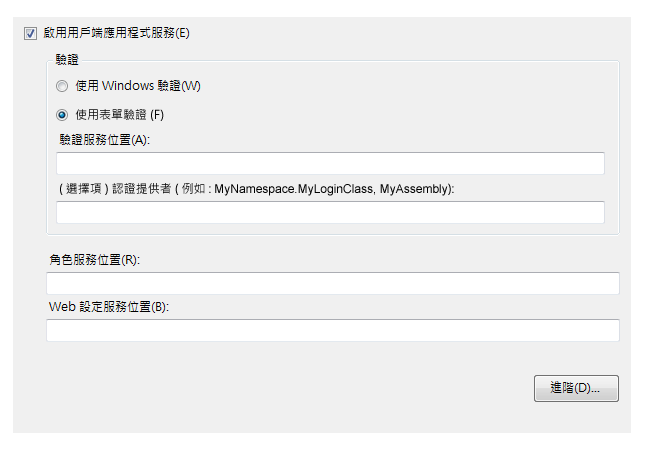 啟用用戶端應用程式服務(E)
驗證
使用 Windows 驗證(W)
使用表單驗證 (F)
驗證服務位置(A):
( 選擇項 ) 認證提供者 ( 例如 : MyNamespace.MyLoginClass, MyAssembly):
角色服務位置(R):
Web 設定服務位置(B):
進階(D)...